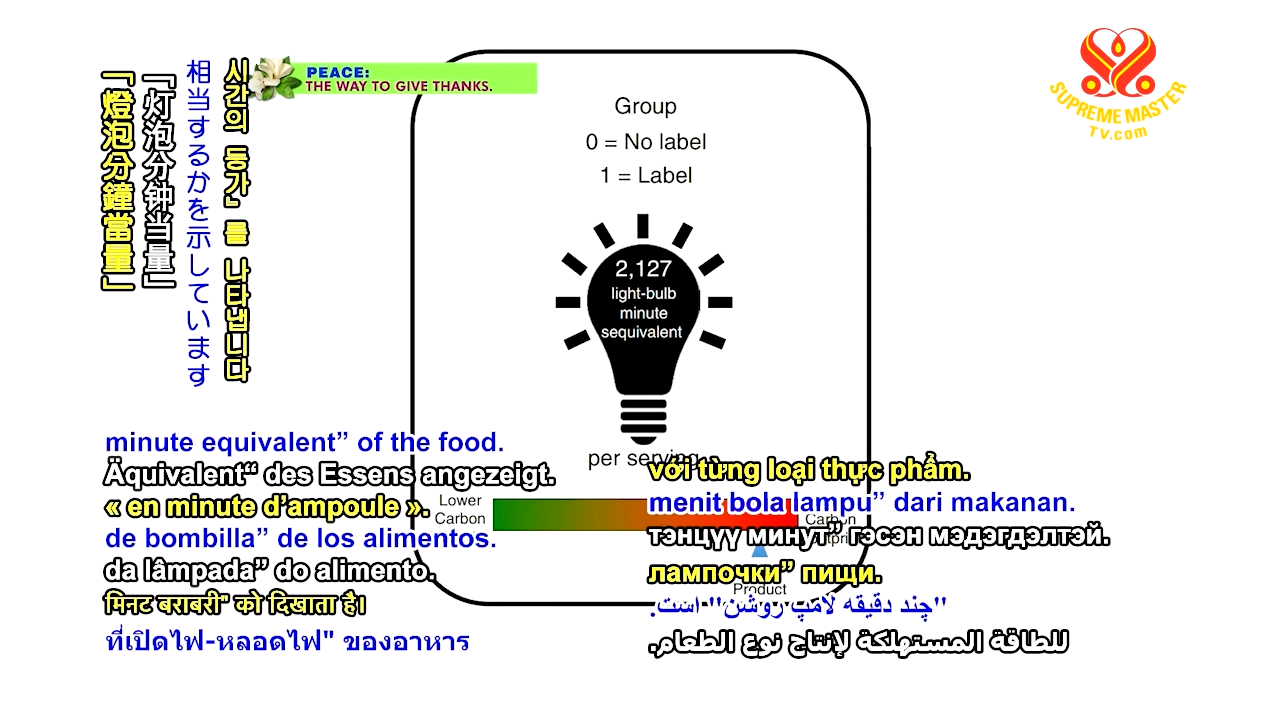 「燈泡分鐘當量」
「灯泡分钟当量」
相当するかを示しています
시간의 등가』를 나타냅니다
PEACE:
THE WAY TO GIVE THANKS.
SUPREME MASTER
TV.com
Group
0 = No label
1 = Label
2,127
light-bulb
minute
sequivalent
per serving
Lower
Carbon
Carbon
Product
minute equivalent” of the food.
Äquivalent“ des Essens angezeigt.
« en minute d’ampoule ».
de bombilla” de los alimentos.
da lâmpada” do alimento.
मिनट बराबरी" को दिखाता है।
ที่เปิดไฟ-หลอดไฟ" ของอาหาร
với từng loại thực phẩm.
menit bola lampu” dari makanan.
тэнцүү минут” гэсэн мэдэгдэлтэй.
лампочки” пищи.
"چند دقیقه لامپ روشن" است.
للطاقة المستهلكة لإنتاج نوع الطعام.